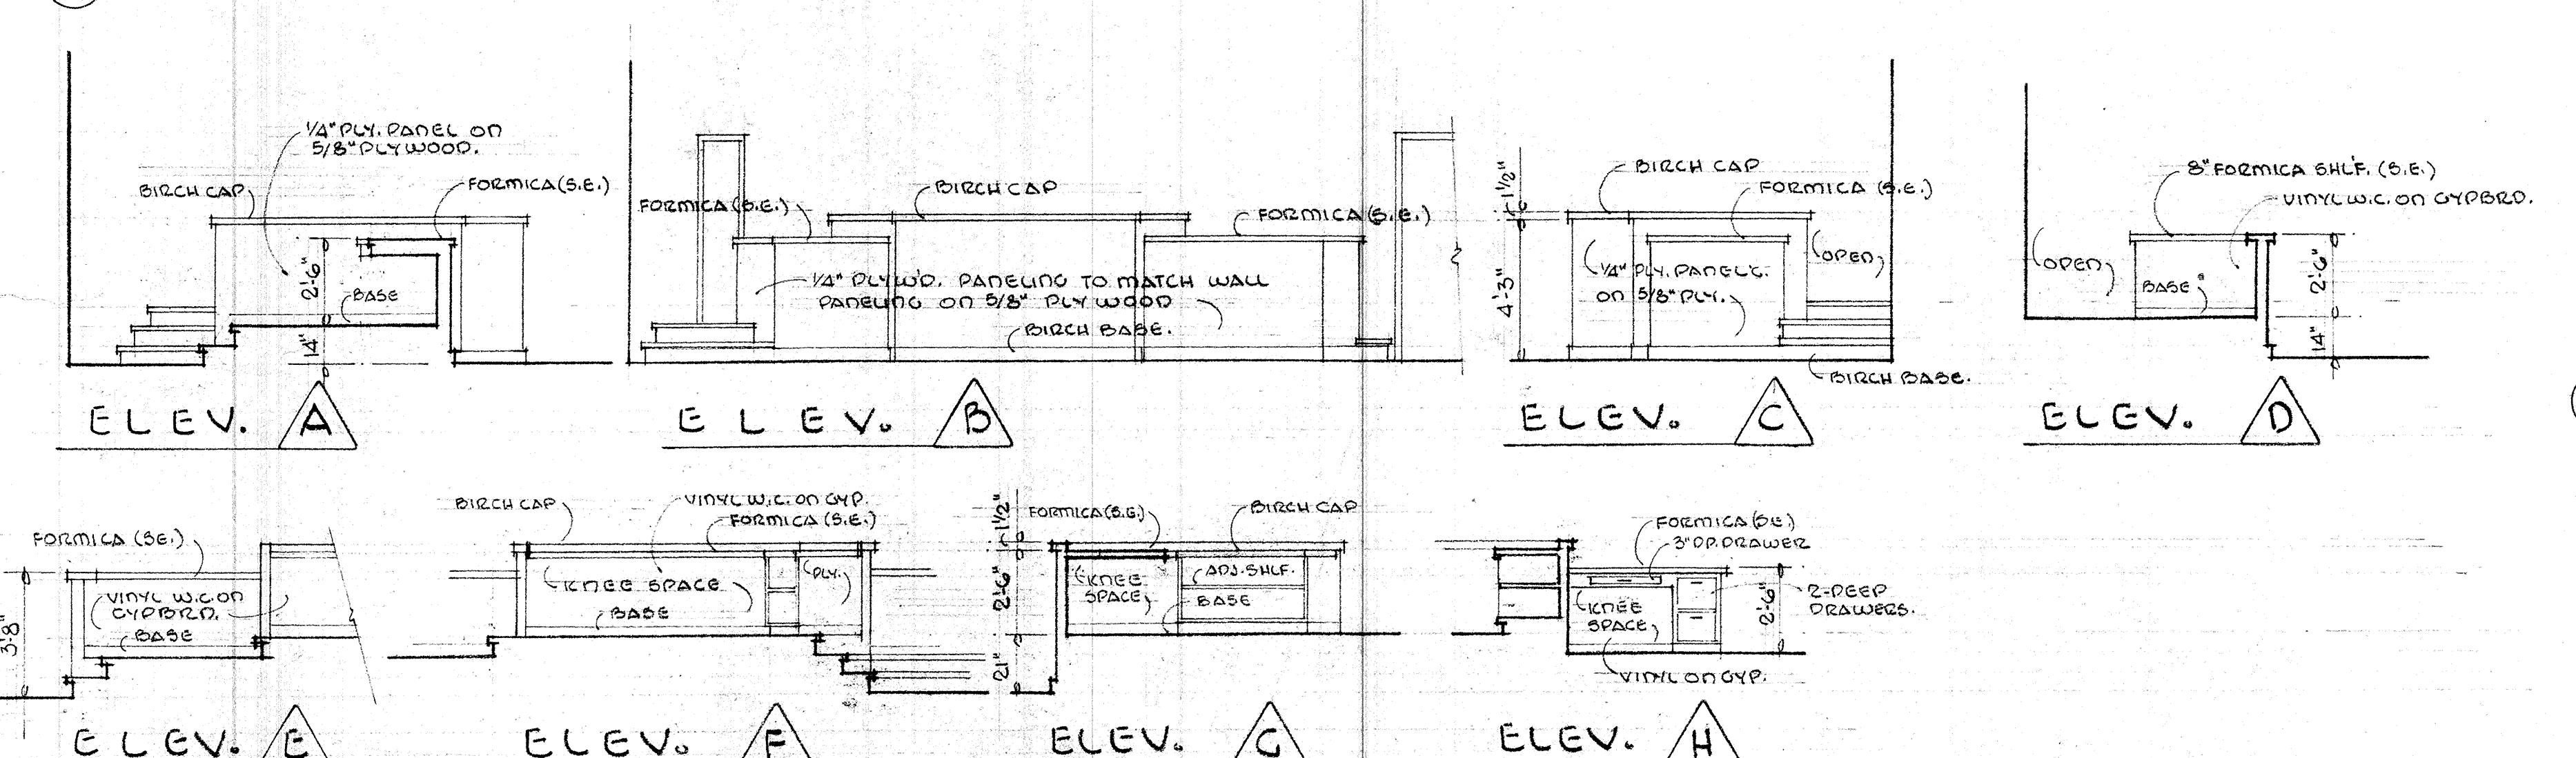 1/4" PLY. PANEL ON
5/8" PLYWOOD.
BIRCH CAP
FORMICA (S.E.)
2'-6"
BASE
14"
ELEV. A
FORMICA (S.E.)
BIRCH CAP
FORMICA (S.E.)
1/4" PLYW'D. PANELING TO MATCH WALL
PANELING ON 5/8" PLYWOOD
BIRCH BASE.
ELEV. B
1 1/2"
BIRCH CAP
FORMICA (S.E.)
4'-3"
1/4" PLY. PANEL'G.
ON 5/8" PLY.
OPEN
BIRCH BASE.
ELEV. C
8" FORMICA SHLF. (S.E.)
VINYL W.C. ON GYPBRD.
OPEN
BASE
2'-6"
14"
ELEV. D
FORMICA (SE.)
VINYL W.C. ON
GYPBRD.
BASE
3'-8"
ELEV. E
BIRCH CAP
VINYL W.C. ON GYP.
FORMICA (S.E.)
KNEE SPACE
PLY.
BASE
ELEV. F
1 1/2"
FORMICA (S.E.)
BIRCH CAP
2'-6"
KNEE
SPACE
ADJ. SHLF.
BASE
21"
ELEV. G
FORMICA (SE.)
3" DP. DRAWER
KNEE
SPACE
2'-6"
2-DEEP
DRAWERS.
VINYL ON GYP.
ELEV. H